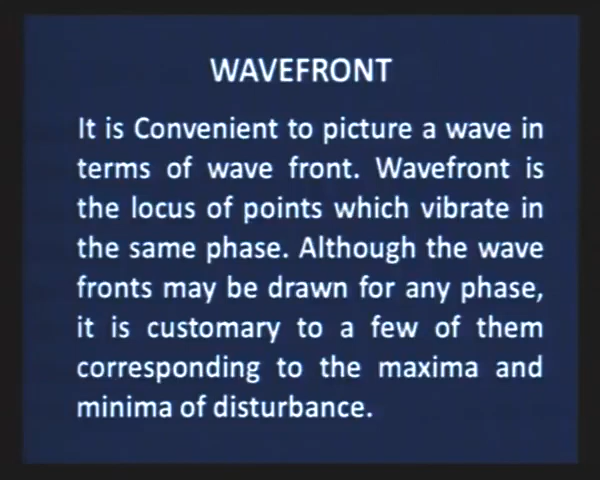 WAVEFRONT
It is Convenient to picture a wave in
terms of wave front. Wavefront is
the locus of points which vibrate in
the same phase. Although the wave
fronts may be drawn for any phase,
it is customary to a few of them
corresponding to the maxima and
minima of disturbance.